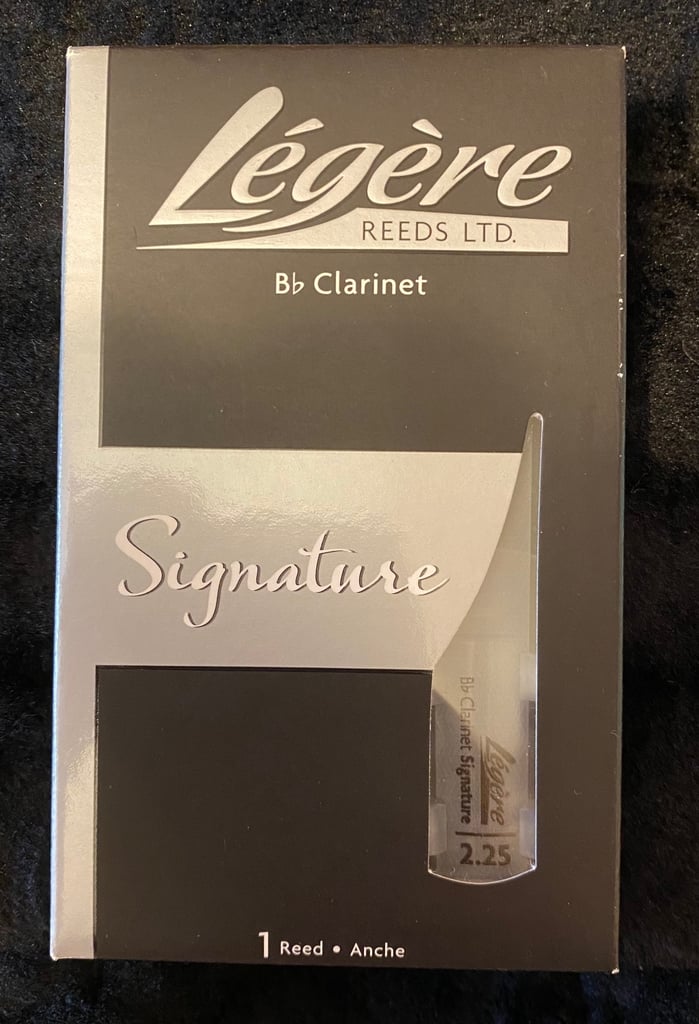 Légère
REEDS LTD.
B♭ Clarinet
Signature
B♭ Clarinet Signature
Légère
2.25
1 Reed • Anche